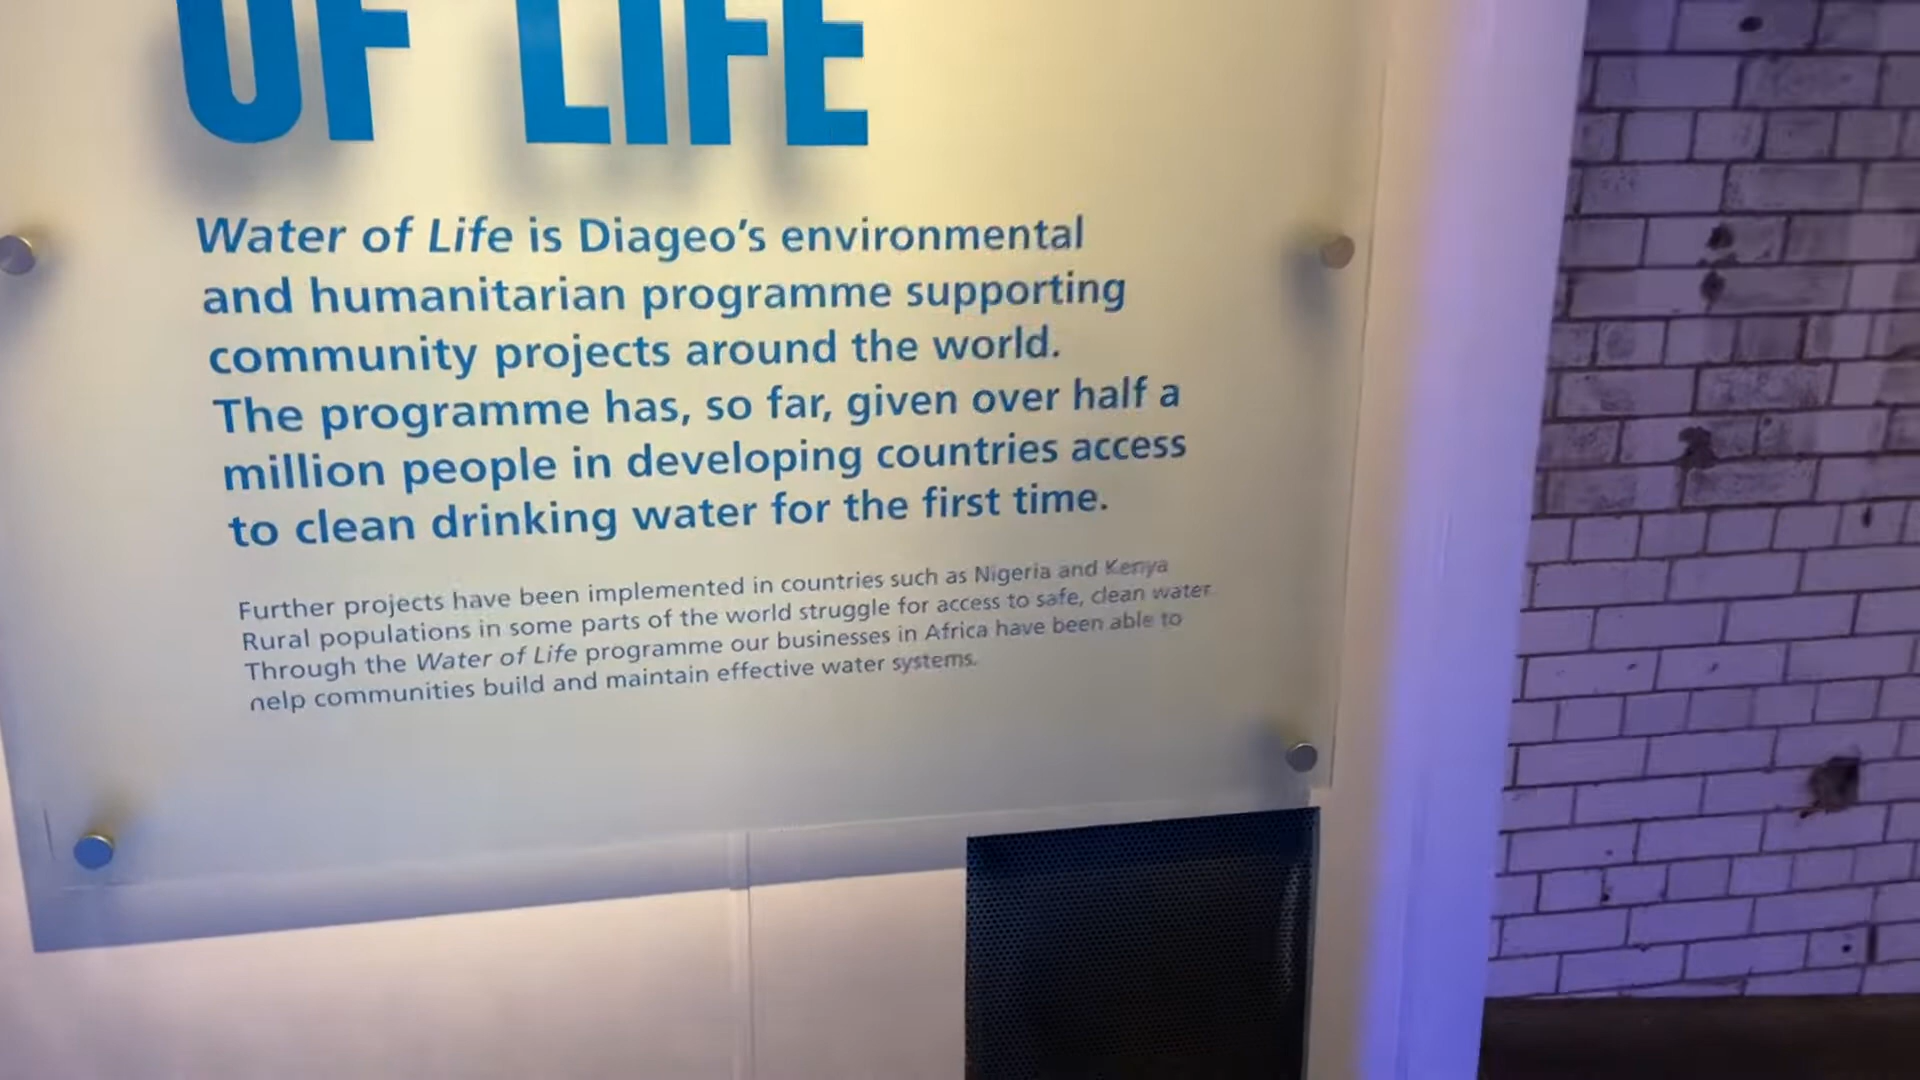 OF LIFE
Water of Life is Diageo's environmental
and humanitarian programme supporting
community projects around the world.
The programme has, so far, given over half a
million people in developing countries access
to clean drinking water for the first time.
Further projects have been implemented in countries such as Nigeria and Kenya
Rural populations in some parts of the world struggle for access to safe, clean water
Through the Water of Life programme our businesses in Africa have been able to
help communities build and maintain effective water systems.